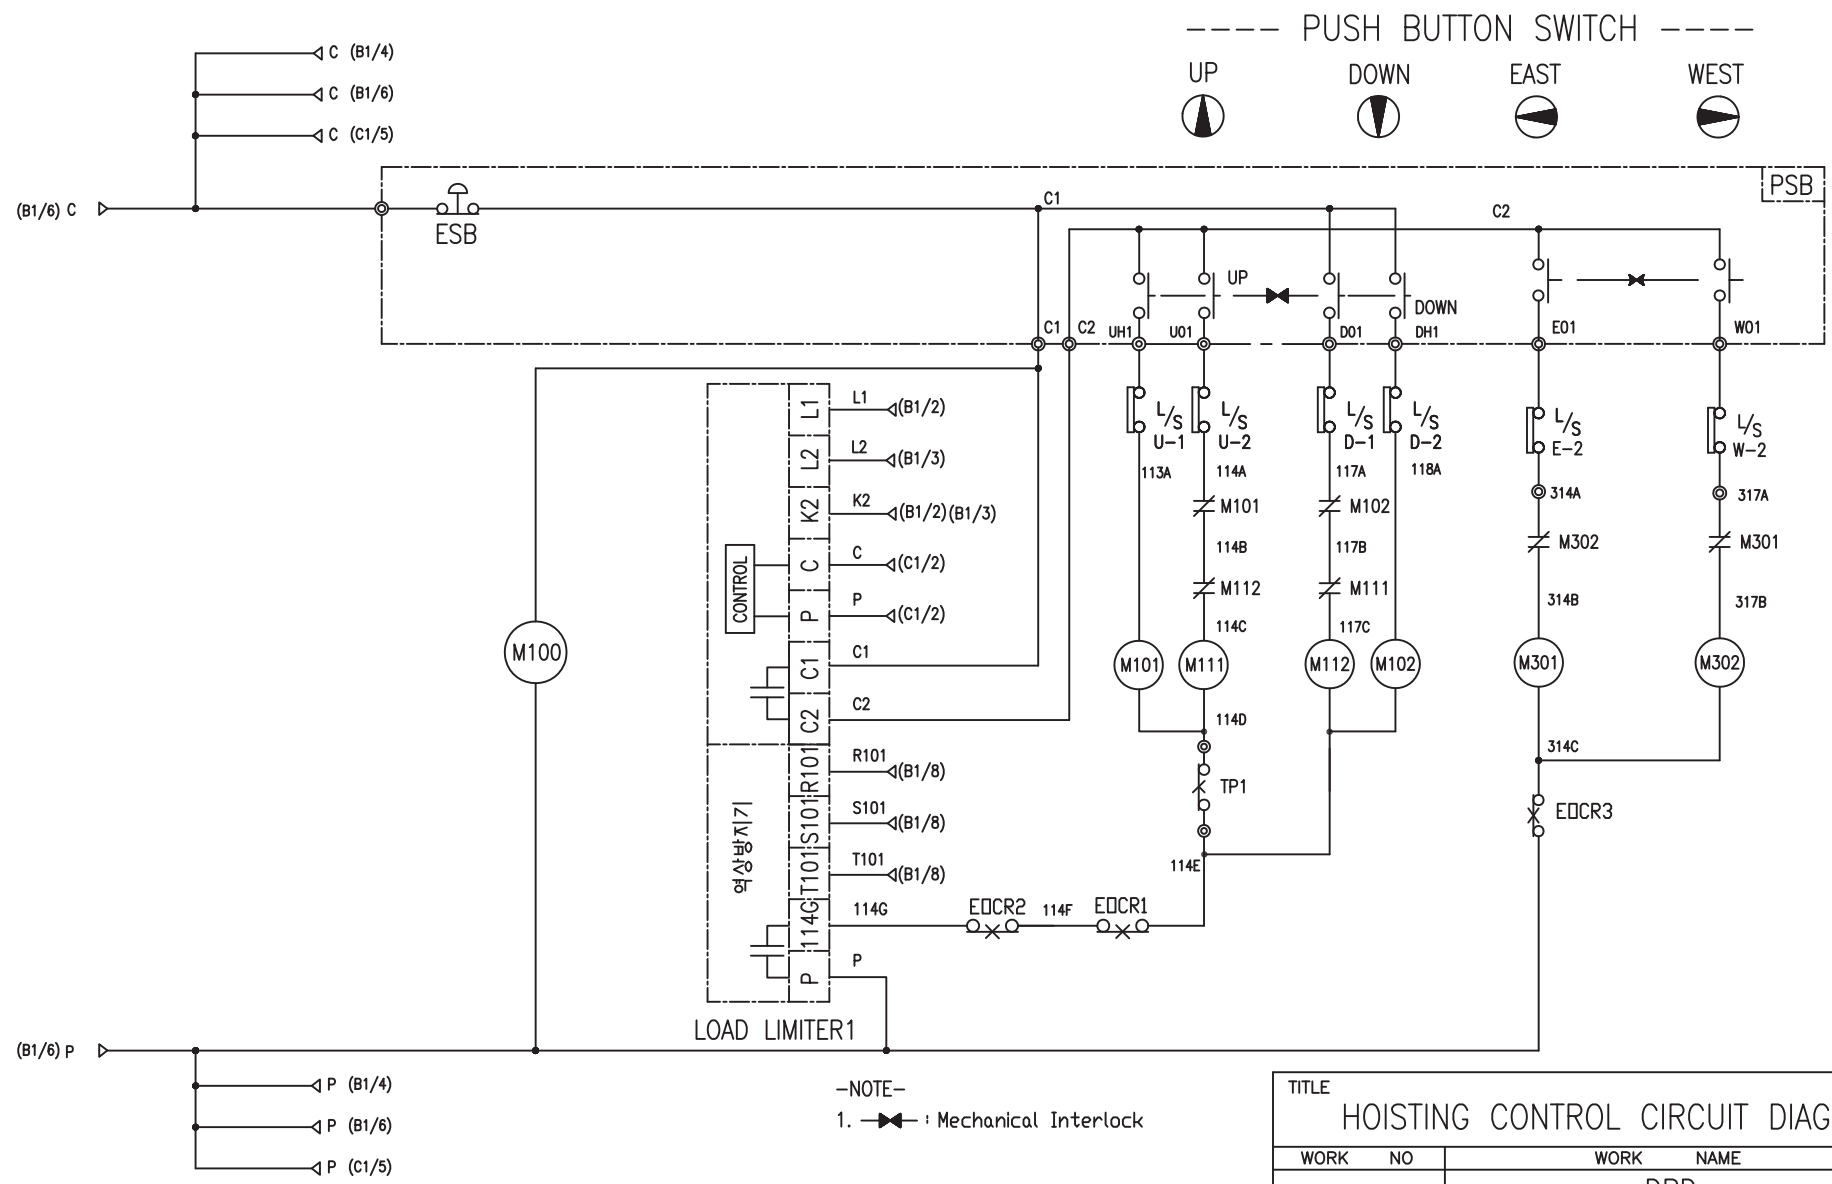 PUSH BUTTON SWITCH
UP DOWN EAST WEST
C (B1/4)
C (B1/6)
C (C1/5)
(B1/6) C
PSB
ESB
C1
C2
UP
DOWN
C1 C2 UH1 U01 D01 DH1 E01 W01
L/S U-1
L/S U-2
L/S D-1
L/S D-2
L/S E-2
L/S W-2
113A 114A 117A 118A
314A 317A
M101 M102
M302 M301
114B 117B
M112 M111
314B 317B
114C 117C
M100
M101 M111 M112 M102 M301 M302
114D
314C
TP1
EOCR3
114E
EOCR2 114F EOCR1
L1 L1 (B1/2)
L2 L2 (B1/3)
K2 K2 (B1/2)(B1/3)
CONTROL
C C (C1/2)
P P (C1/2)
C1 C1
C2 C2
R101 R101 (B1/8)
S101 S101 (B1/8)
T101 T101 (B1/8)
114G 114G
P P
LOAD LIMITER1
(B1/6) P
P (B1/4)
P (B1/6)
P (C1/5)
-NOTE-
1. : Mechanical Interlock
TITLE
HOISTING CONTROL CIRCUIT DIAG
WORK NO WORK NAME